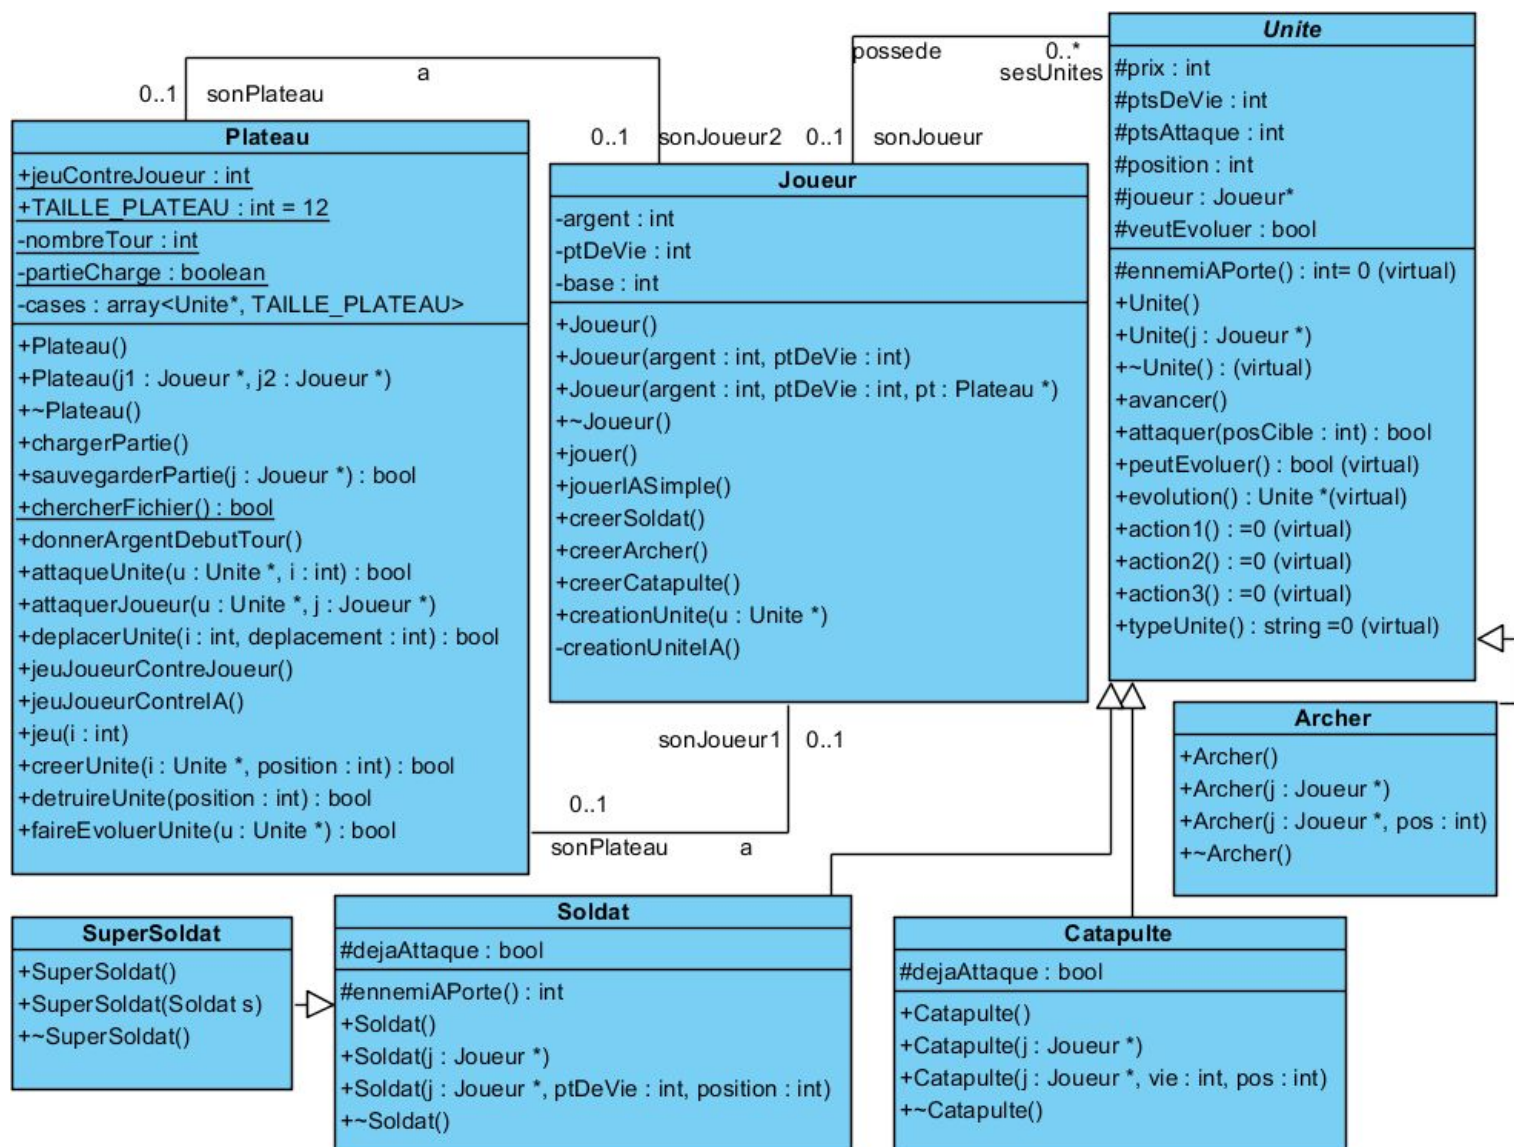 a
0..1 sonPlateau
0..1 sonJoueur2
Plateau
+jeuContreJoueur : int
+TAILLE_PLATEAU : int = 12
-nombreTour : int
-partieCharge : boolean
-cases : array<Unite*, TAILLE_PLATEAU>
+Plateau()
+Plateau(j1 : Joueur *, j2 : Joueur *)
+~Plateau()
+chargerPartie()
+sauvegarderPartie(j : Joueur *) : bool
+chercherFichier() : bool
+donnerArgentDebutTour()
+attaqueUnite(u : Unite *, i : int) : bool
+attaquerJoueur(u : Unite *, j : Joueur *)
+deplacerUnite(i : int, deplacement : int) : bool
+jeuJoueurContreJoueur()
+jeuJoueurContreIA()
+jeu(i : int)
+creerUnite(i : Unite *, position : int) : bool
+detruireUnite(position : int) : bool
+faireEvoluerUnite(u : Unite *) : bool
possede 0..*
sesUnites
0..1 sonJoueur
Joueur
-argent : int
-ptDeVie : int
-base : int
+Joueur()
+Joueur(argent : int, ptDeVie : int)
+Joueur(argent : int, ptDeVie : int, pt : Plateau *)
+~Joueur()
+jouer()
+jouerIASimple()
+creerSoldat()
+creerArcher()
+creerCatapulte()
+creationUnite(u : Unite *)
-creationUniteIA()
sonJoueur1 0..1
0..1
sonPlateau a
Unite
#prix : int
#ptsDeVie : int
#ptsAttaque : int
#position : int
#joueur : Joueur*
#veutEvoluer : bool
#ennemiAPorte() : int= 0 (virtual)
+Unite()
+Unite(j : Joueur *)
+~Unite() : (virtual)
+avancer()
+attaquer(posCible : int) : bool
+peutEvoluer() : bool (virtual)
+evolution() : Unite *(virtual)
+action1() : =0 (virtual)
+action2() : =0 (virtual)
+action3() : =0 (virtual)
+typeUnite() : string =0 (virtual)
Archer
+Archer()
+Archer(j : Joueur *)
+Archer(j : Joueur *, pos : int)
+~Archer()
SuperSoldat
+SuperSoldat()
+SuperSoldat(Soldat s)
+~SuperSoldat()
Soldat
#dejaAttaque : bool
#ennemiAPorte() : int
+Soldat()
+Soldat(j : Joueur *)
+Soldat(j : Joueur *, ptDeVie : int, position : int)
+~Soldat()
Catapulte
#dejaAttaque : bool
+Catapulte()
+Catapulte(j : Joueur *)
+Catapulte(j : Joueur *, vie : int, pos : int)
+~Catapulte()